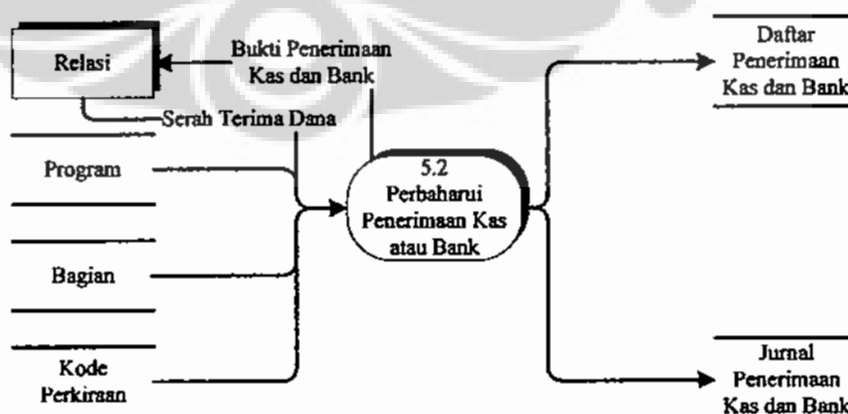 Relasi
Bukti Penerimaan
Kas dan Bank
Serah Terima Dana
Program
Bagian
Kode
Perkiraan
5.2
Perbaharui
Penerimaan Kas
atau Bank
Daftar
Penerimaan
Kas dan Bank
Jurnal
Penerimaan
Kas dan Bank